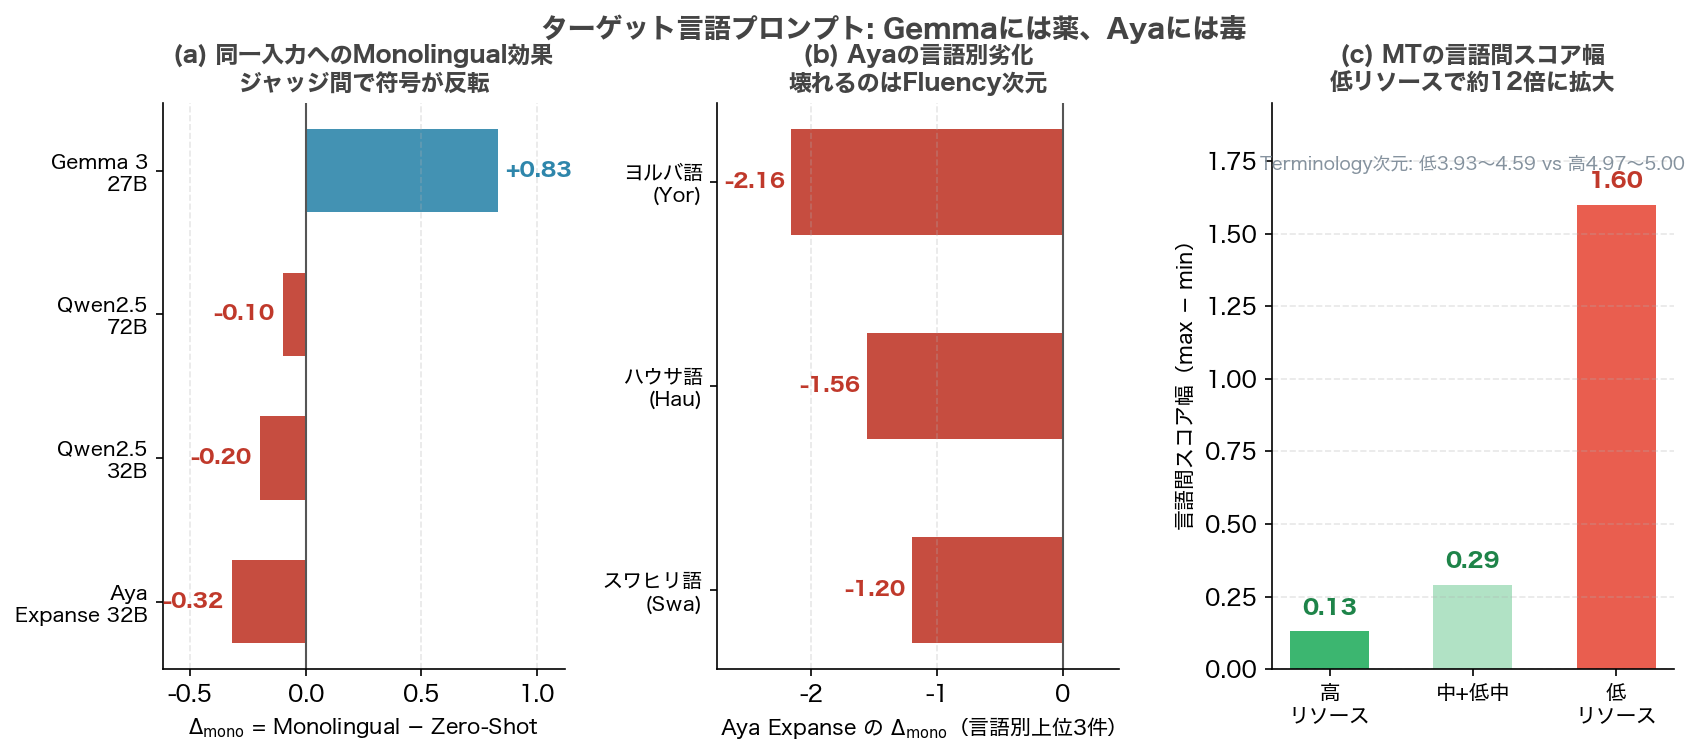 ターゲット言語プロンプト: Gemmaには薬、Ayaには毒
(a) 同一入力へのMonolingual効果
ジャッジ間で符号が反転
Gemma 3
27B
+0.83
Qwen2.5
72B
-0.10
Qwen2.5
32B
-0.20
Aya
Expanse 32B
-0.32
-0.5 0.0 0.5 1.0
Δmono = Monolingual − Zero-Shot
(b) Ayaの言語別劣化
壊れるのはFluency次元
ヨルバ語
(Yor)
-2.16
ハウサ語
(Hau)
-1.56
スワヒリ語
(Swa)
-1.20
-2 -1 0
Aya Expanse の Δmono（言語別上位3件）
(c) MTの言語間スコア幅
低リソースで約12倍に拡大
言語間スコア幅（max − min）
1.75
1.50
1.25
1.00
0.75
0.50
0.25
0.00
Terminology次元: 低3.93〜4.59 vs 高4.97〜5.00
0.13
0.29
1.60
高
リソース
中+低中
低
リソース